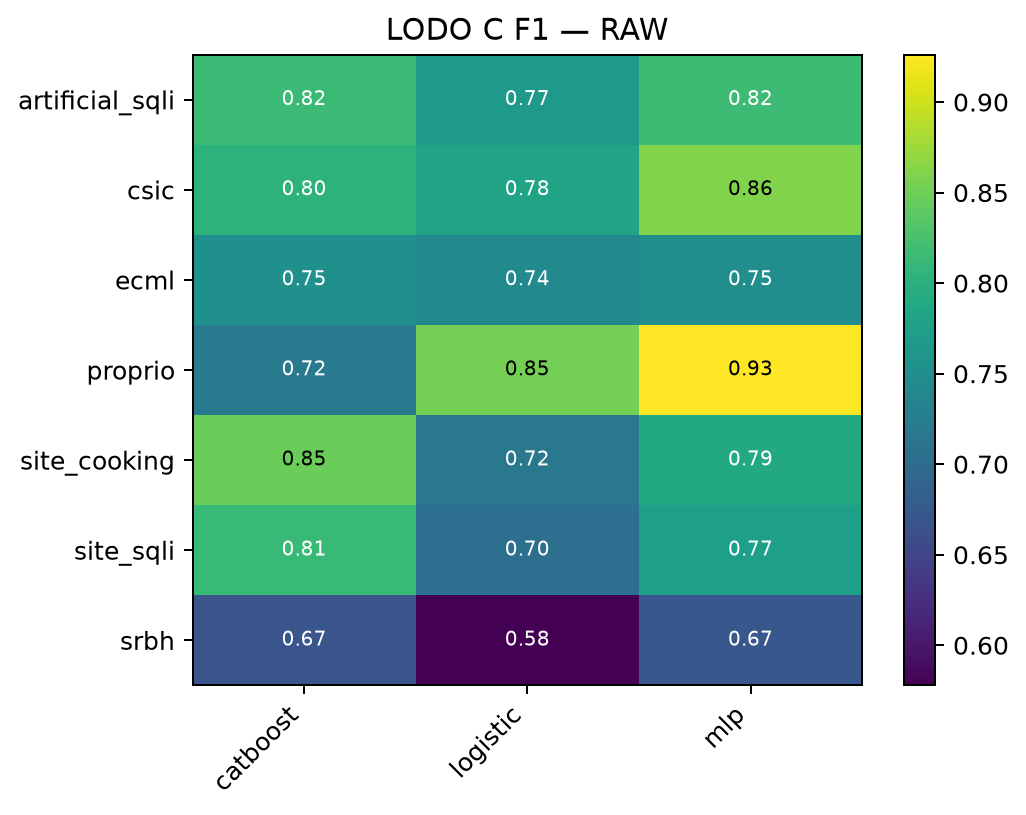 LODO C F1 — RAW
artificial_sqli 0.82 0.77 0.82
csic 0.80 0.78 0.86
ecml 0.75 0.74 0.75
proprio 0.72 0.85 0.93
site_cooking 0.85 0.72 0.79
site_sqli 0.81 0.70 0.77
srbh 0.67 0.58 0.67
catboost logistic mlp
0.90
0.85
0.80
0.75
0.70
0.65
0.60